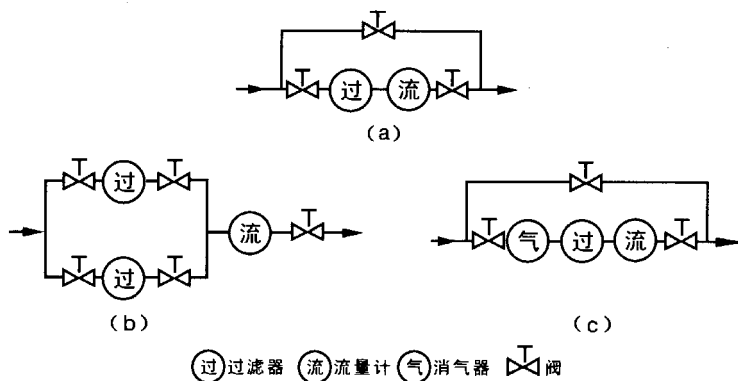 过 流
(a)
过
流
过
(b)
气 过 流
(c)
过 过滤器 流 流量计 气 消气器 阀